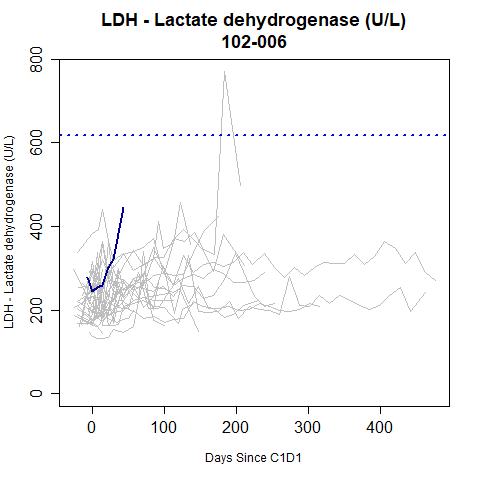 LDH - Lactate dehydrogenase (U/L)
102-006
LDH - Lactate dehydrogenase (U/L)
800
600
400
200
0
0 100 200 300 400
Days Since C1D1